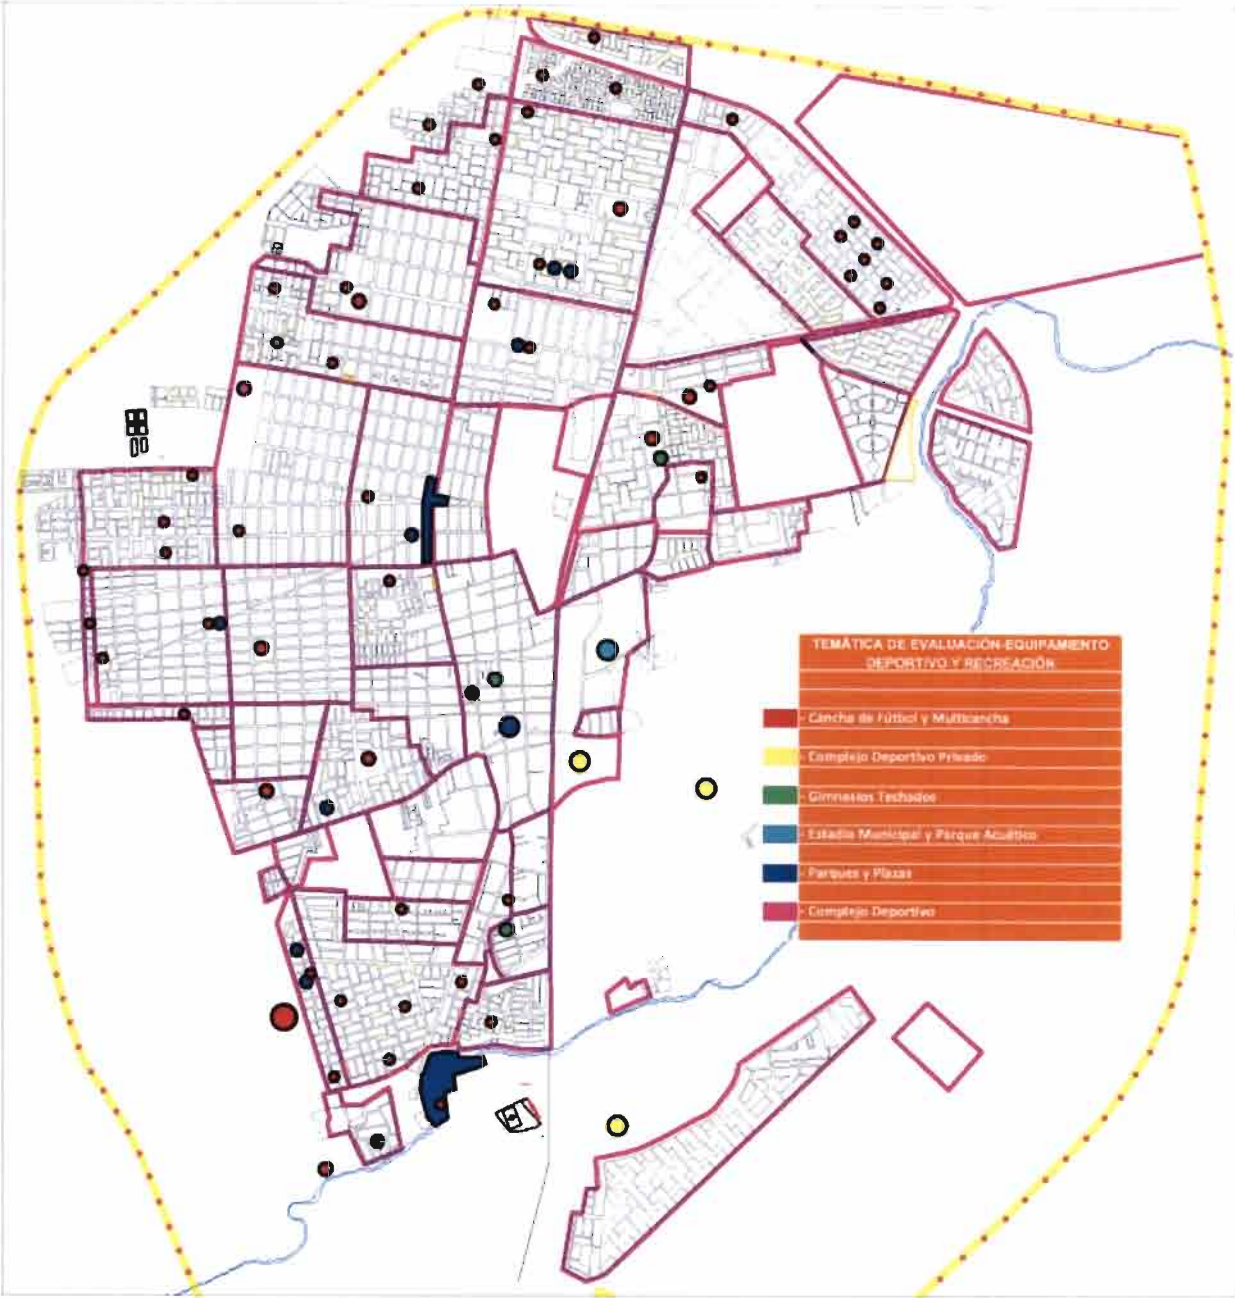 TEMÁTICA DE EVALUACIÓN-EQUIPAMIENTO
DEPORTIVO Y RECREACIÓN
- Cancha de Fútbol y Multicancha
- Complejo Deportivo Privado
- Gimnasios Techados
- Estadio Municipal y Parque Acuático
- Parques y Plazas
- Complejo Deportivo